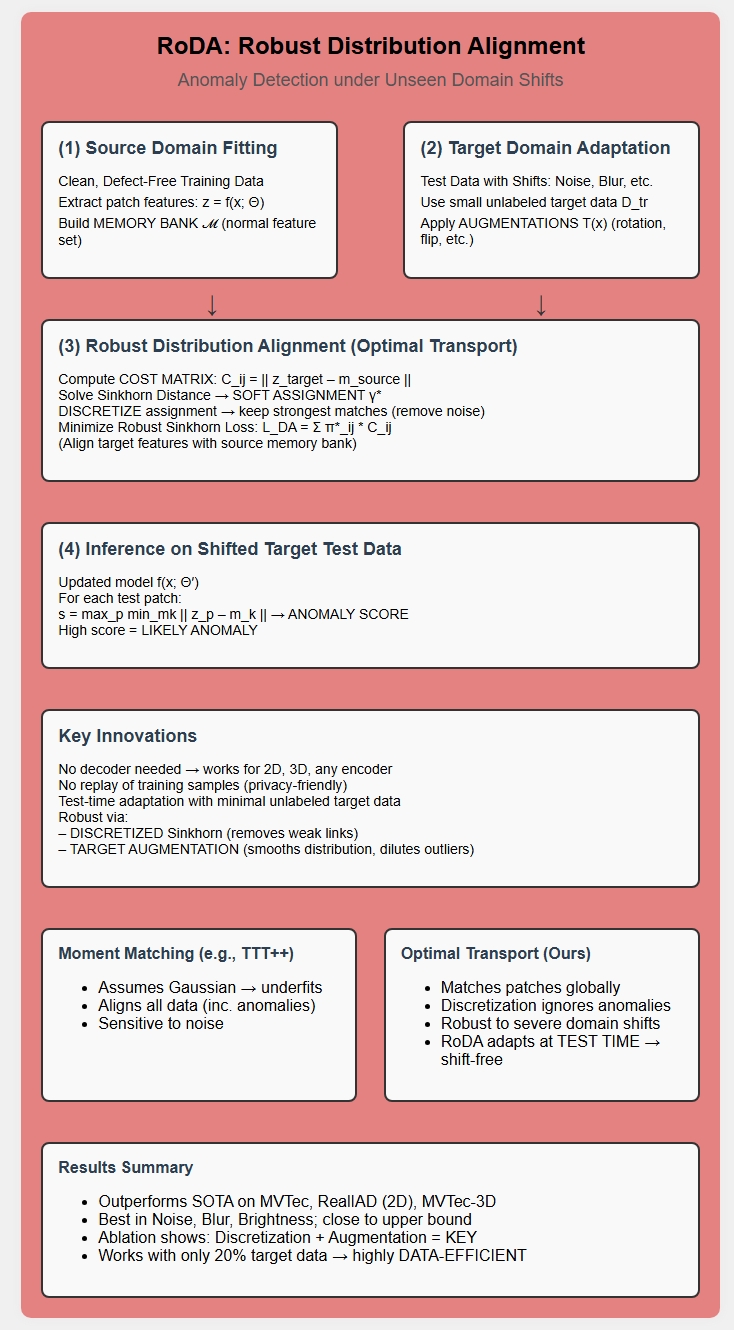 RoDA: Robust Distribution Alignment
Anomaly Detection under Unseen Domain Shifts
(1) Source Domain Fitting
Clean, Defect-Free Training Data
Extract patch features: z = f(x; Θ)
Build MEMORY BANK 𝓜 (normal feature
set)
(2) Target Domain Adaptation
Test Data with Shifts: Noise, Blur, etc.
Use small unlabeled target data D_tr
Apply AUGMENTATIONS T(x) (rotation,
flip, etc.)
↓ ↓
(3) Robust Distribution Alignment (Optimal Transport)
Compute COST MATRIX: C_ij = || z_target – m_source ||
Solve Sinkhorn Distance → SOFT ASSIGNMENT γ*
DISCRETIZE assignment → keep strongest matches (remove noise)
Minimize Robust Sinkhorn Loss: L_DA = Σ π*_ij * C_ij
(Align target features with source memory bank)
(4) Inference on Shifted Target Test Data
Updated model f(x; Θ′)
For each test patch:
s = max_p min_mk || z_p – m_k || → ANOMALY SCORE
High score = LIKELY ANOMALY
Key Innovations
No decoder needed → works for 2D, 3D, any encoder
No replay of training samples (privacy-friendly)
Test-time adaptation with minimal unlabeled target data
Robust via:
– DISCRETIZED Sinkhorn (removes weak links)
– TARGET AUGMENTATION (smooths distribution, dilutes outliers)
Moment Matching (e.g., TTT++)
• Assumes Gaussian → underfits
• Aligns all data (inc. anomalies)
• Sensitive to noise
Optimal Transport (Ours)
• Matches patches globally
• Discretization ignores anomalies
• Robust to severe domain shifts
• RoDA adapts at TEST TIME →
shift-free
Results Summary
• Outperforms SOTA on MVTec, RealIAD (2D), MVTec-3D
• Best in Noise, Blur, Brightness; close to upper bound
• Ablation shows: Discretization + Augmentation = KEY
• Works with only 20% target data → highly DATA-EFFICIENT